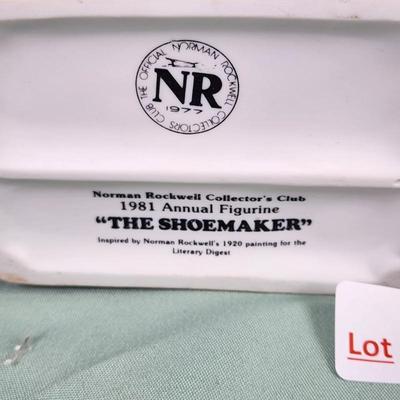 THE OFFICIAL NORMAN ROCKWELL COLLECTORS CLUB
NR
1977
Norman Rockwell Collector's Club
1981 Annual Figurine
"THE SHOEMAKER"
Inspired by Norman Rockwell's 1920 painting for the
Literary Digest
Lot